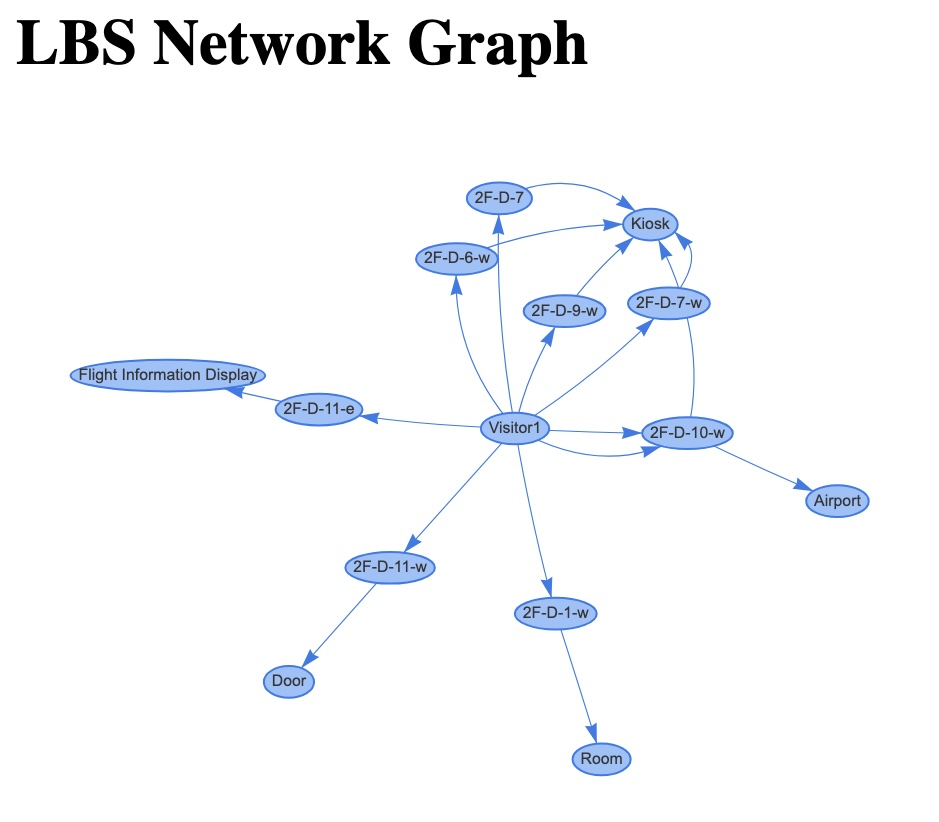 LBS Network Graph
2F-D-7
Kiosk
2F-D-6-w
2F-D-9-w
2F-D-7-w
Flight Information Display
2F-D-11-e
Visitor1
2F-D-10-w
Airport
2F-D-11-w
2F-D-1-w
Door
Room